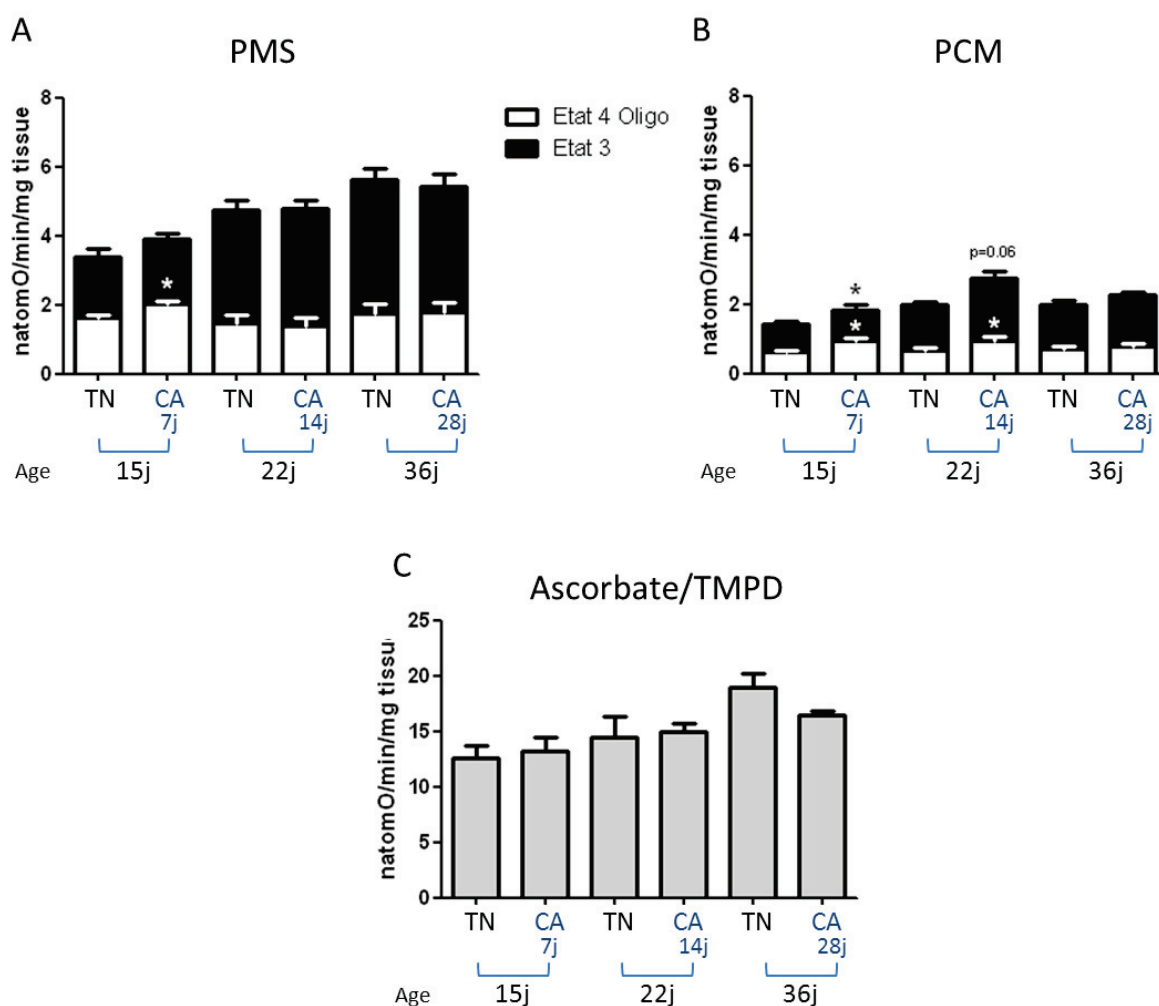 A
PMS
8
6
4
2
0
natomO/min/mg tissue
Etat 4 Oligo
Etat 3
*
TN CA TN CA TN CA
7j 14j 28j
Age 15j 22j 36j
B
PCM
8
6
4
2
0
natomO/min/mg tissue
p=0.06
*
* *
TN CA TN CA TN CA
7j 14j 28j
Age 15j 22j 36j
C
Ascorbate/TMPD
25
20
15
10
5
0
natomO/min/mg tissu
TN CA TN CA TN CA
7j 14j 28j
Age 15j 22j 36j